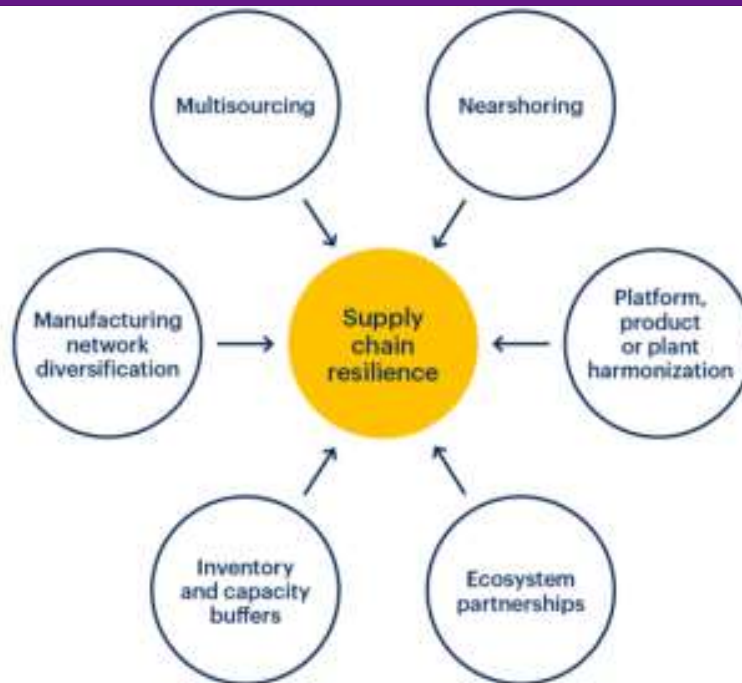 Multisourcing
Nearshoring
Manufacturing
network
diversification
Supply
chain
resilience
Platform,
product
or plant
harmonization
Inventory
and capacity
buffers
Ecosystem
partnerships